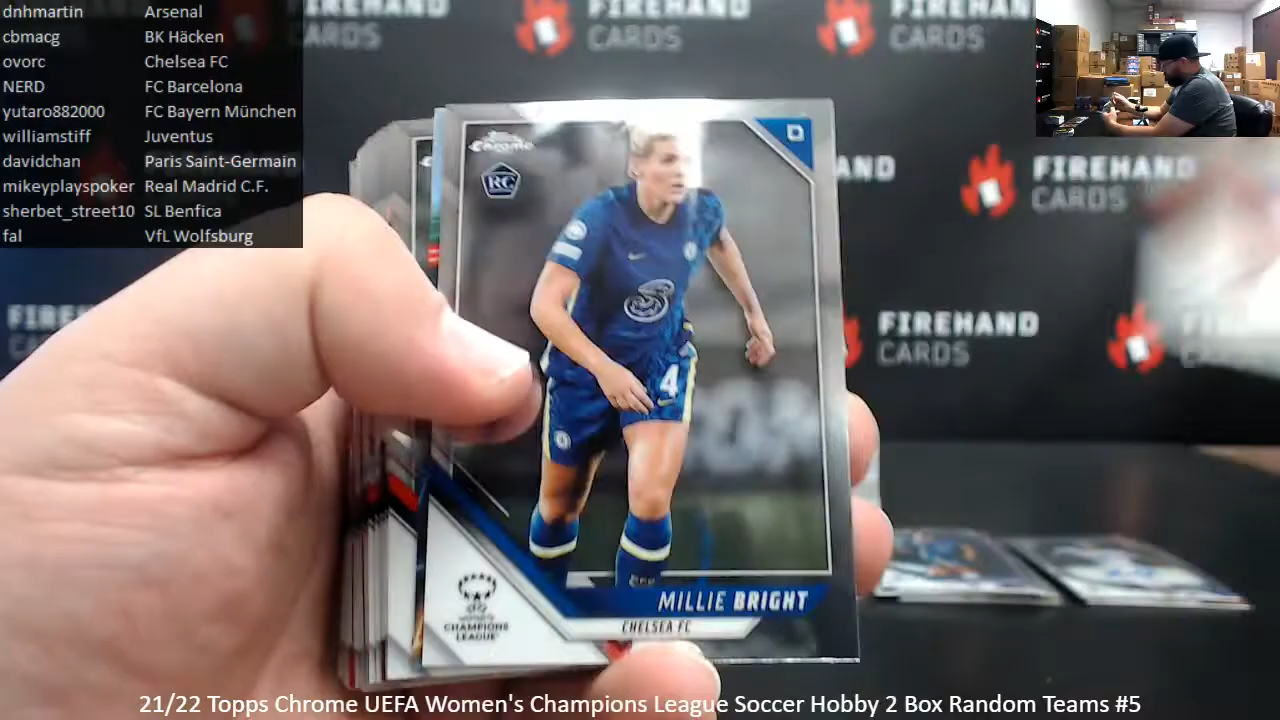 dnhmartin Arsenal
cbmacg BK Häcken
ovorc Chelsea FC
NERD FC Barcelona
yutaro882000 FC Bayern München
williamstiff Juventus
davidchan Paris Saint-Germain
mikeyplayspoker Real Madrid C.F.
sherbet_street10 SL Benfica
fal VfL Wolfsburg
FIREHAND
CARDS
FIREHAND
CARDS
CARDS
FIREHAND
CARDS
Chrome
RC
D
4
MILLIE BRIGHT
CHELSEA FC
WOMEN'S
CHAMPIONS
LEAGUE
21/22 Topps Chrome UEFA Women's Champions League Soccer Hobby 2 Box Random Teams #5